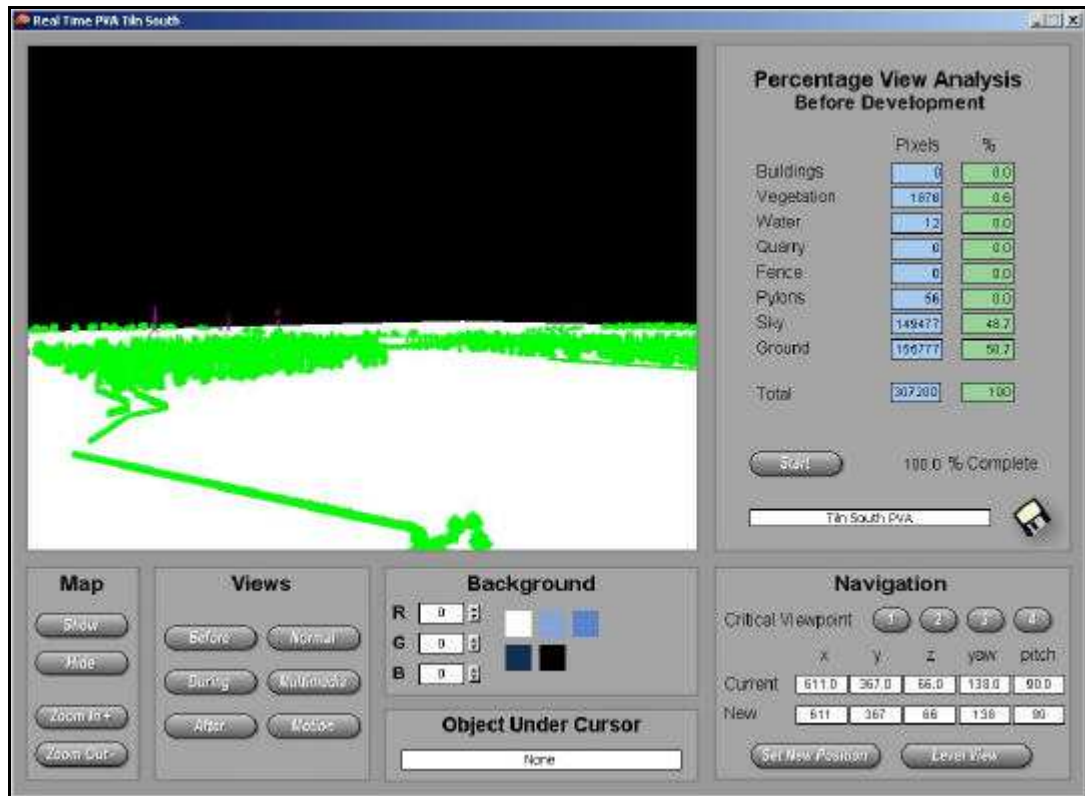 Real Time PVA Tiln South
Percentage View Analysis
Before Development
Pixels %
Buildings 0 0.0
Vegetation 1878 0.6
Water 12 0.0
Quarry 0 0.0
Fence 0 0.0
Pylons 56 0.0
Sky 149477 48.7
Ground 155777 50.7
Total 307200 100
Start 100.0 % Complete
Tiln South PVA
Map
Show
Hide
Zoom In+
Zoom Out-
Views
Before Normal
During Multimedia
After Motion
Background
R 0
G 0
B 0
Object Under Cursor
None
Navigation
Critical Viewpoint 1 2 3 4
x y z yaw pitch
Current 611.0 367.0 66.0 138.0 90.0
New 611 367 66 138 90
Set New Position Level View